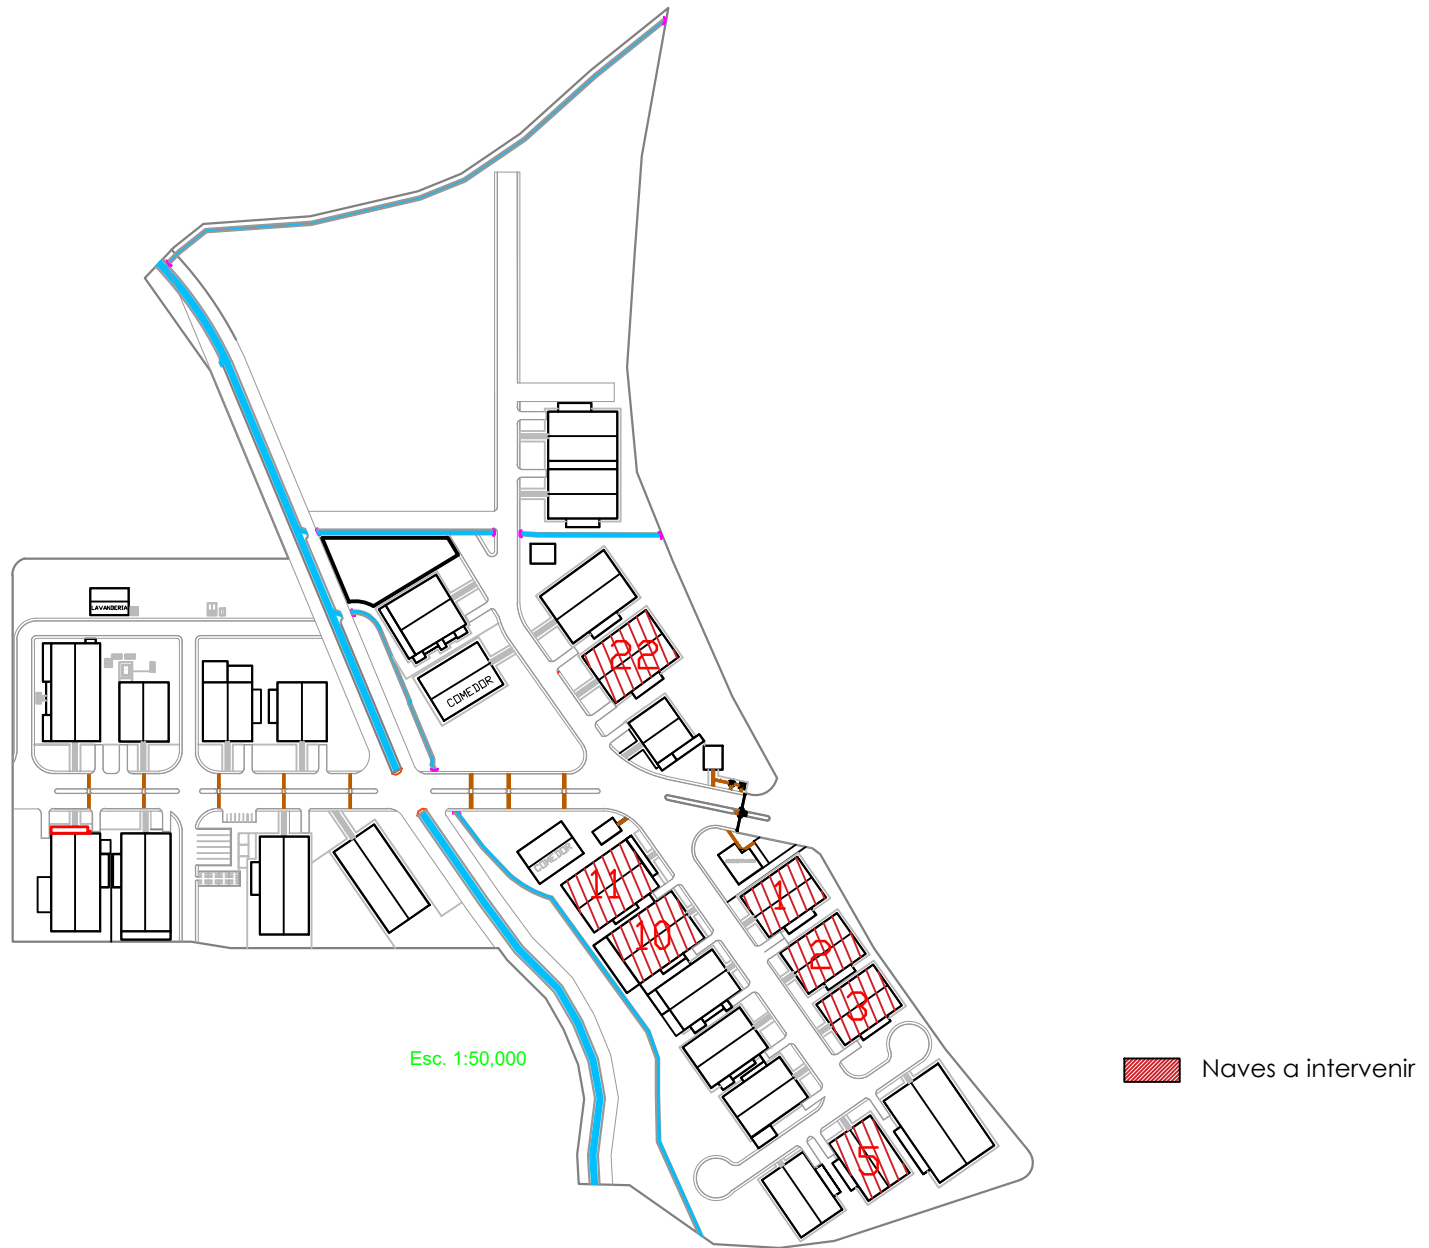 LAVANDERIA
22
COMEDOR
COMEDOR
11
1
10
2
3
Esc. 1:50,000
Naves a intervenir
5